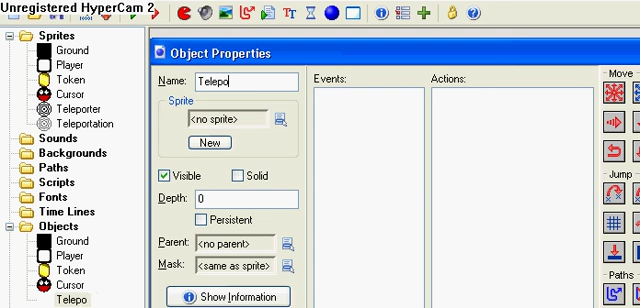 Unregistered HyperCam 2
Sprites
Ground
Player
Token
Cursor
Teleporter
Teleportation
Sounds
Backgrounds
Paths
Scripts
Fonts
Time Lines
Objects
Ground
Player
Token
Cursor
Telepo
Object Properties
Name: Telepo
Sprite
<no sprite>
New
Visible Solid
Depth: 0
Persistent
Parent: <no parent>
Mask: <same as sprite>
Show Information
Events:
Actions:
Move
Jump
Paths